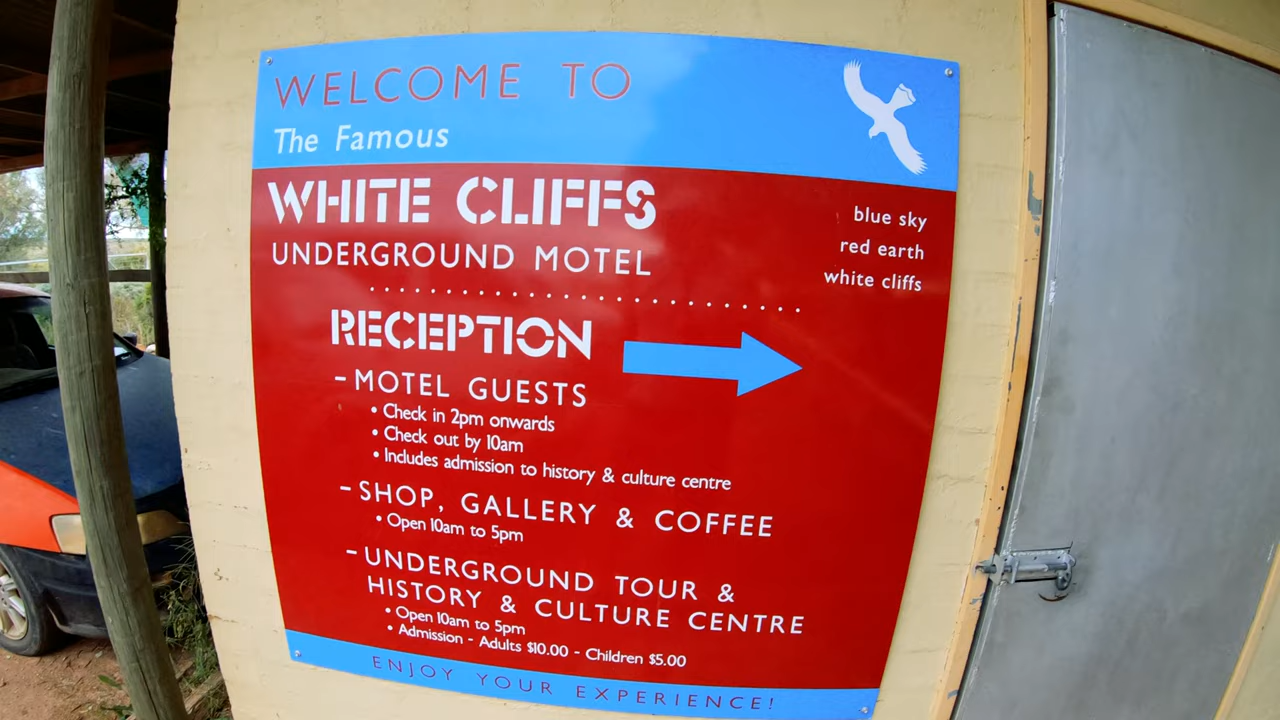 WELCOME TO
The Famous
WHITE CLIFFS
UNDERGROUND MOTEL
blue sky
red earth
white cliffs
RECEPTION
- MOTEL GUESTS
• Check in 2pm onwards
• Check out by 10am
• Includes admission to history & culture centre
- SHOP, GALLERY & COFFEE
• Open 10am to 5pm
- UNDERGROUND TOUR &
HISTORY & CULTURE CENTRE
• Open 10am to 5pm
• Admission - Adults $10.00 - Children $5.00
ENJOY YOUR EXPERIENCE!